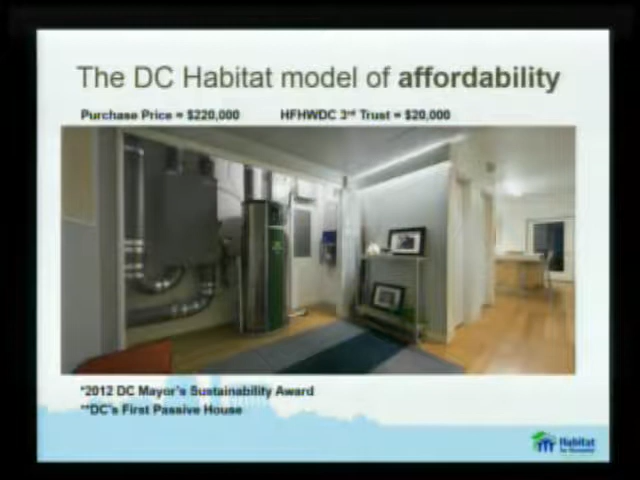 The DC Habitat model of affordability
Purchase Price = $220,000 HFHWDC 3rd Trust = $20,000
*2012 DC Mayor's Sustainability Award
**DC's First Passive House
Habitat
for Humanity